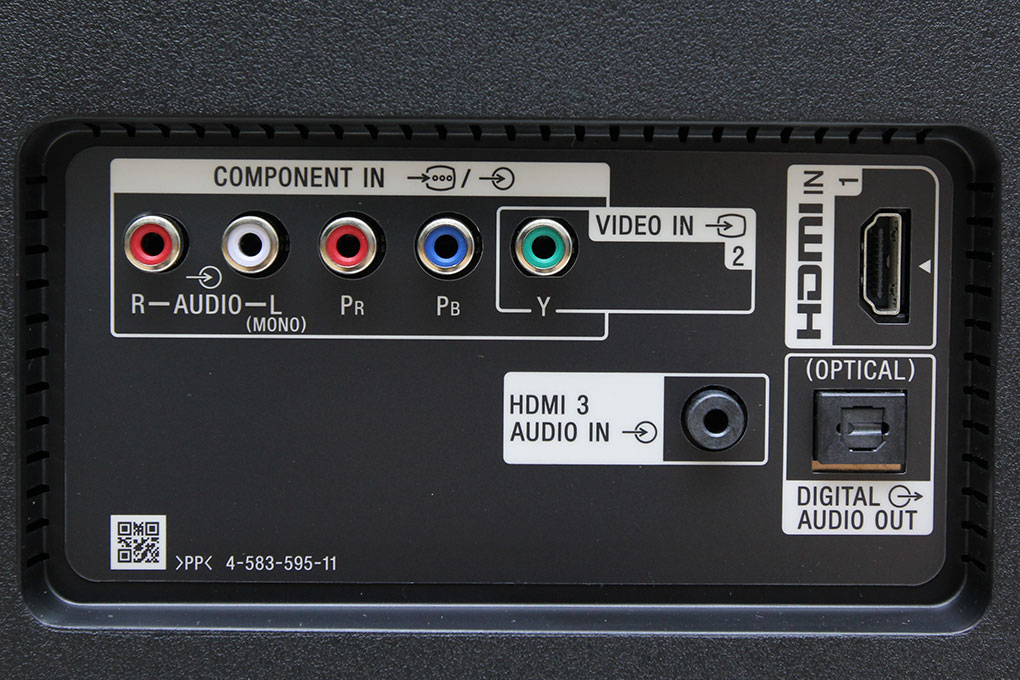 COMPONENT IN /
R AUDIO L
(MONO)
PR
PB
Y
VIDEO IN
2
HDMI IN 1
HDMI 3
AUDIO IN
(OPTICAL)
DIGITAL
AUDIO OUT
>PP< 4-583-595-11